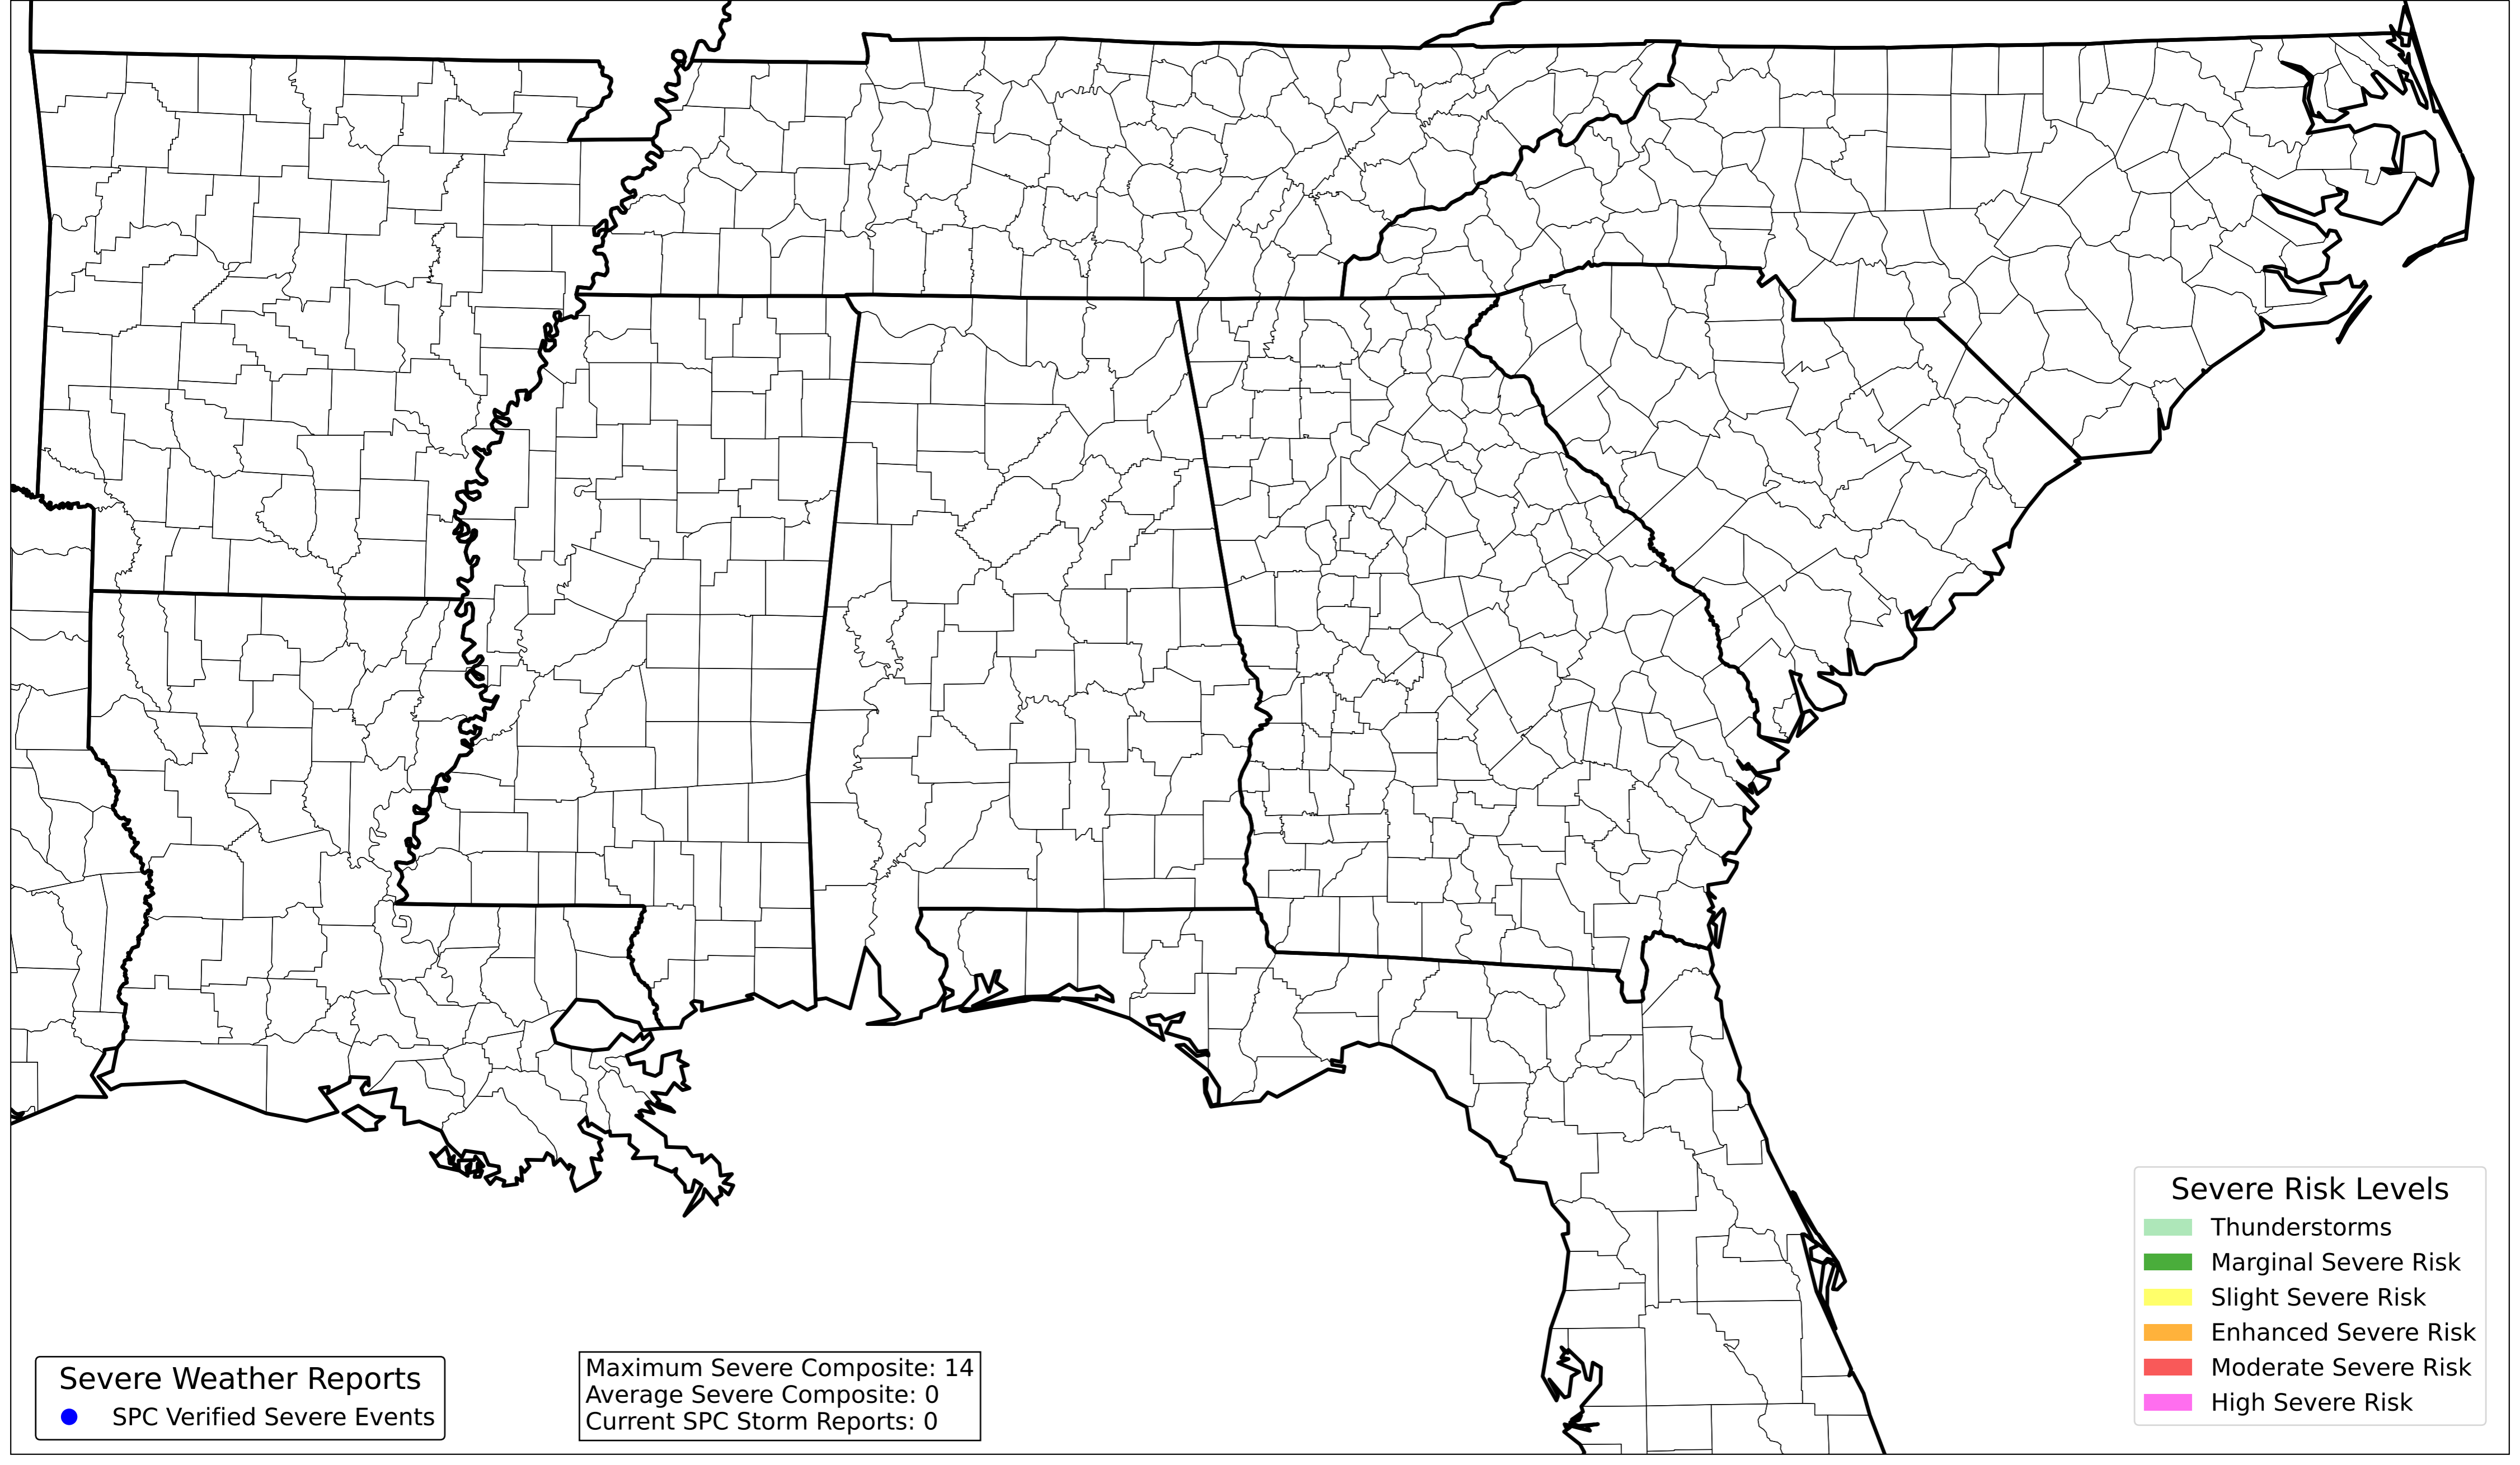 Severe Risk Levels
Thunderstorms
Marginal Severe Risk
Slight Severe Risk
Enhanced Severe Risk
Moderate Severe Risk
High Severe Risk
Severe Weather Reports
SPC Verified Severe Events
Maximum Severe Composite: 14
Average Severe Composite: 0
Current SPC Storm Reports: 0